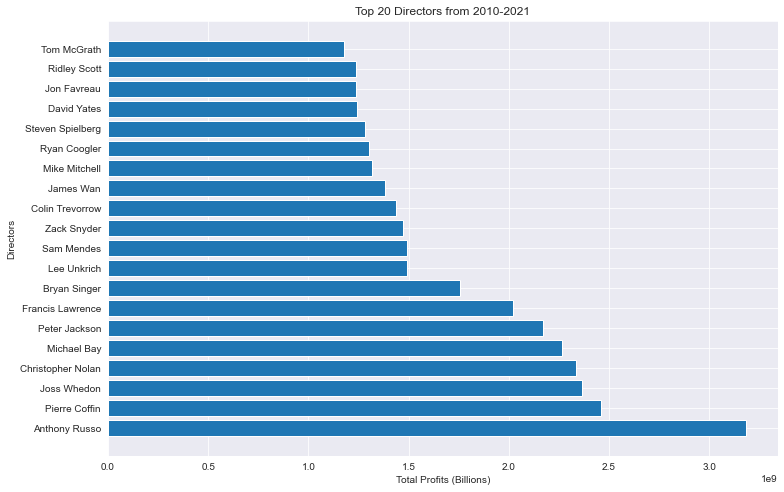 Top 20 Directors from 2010-2021
Directors
Tom McGrath
Ridley Scott
Jon Favreau
David Yates
Steven Spielberg
Ryan Coogler
Mike Mitchell
James Wan
Colin Trevorrow
Zack Snyder
Sam Mendes
Lee Unkrich
Bryan Singer
Francis Lawrence
Peter Jackson
Michael Bay
Christopher Nolan
Joss Whedon
Pierre Coffin
Anthony Russo
0.0 0.5 1.0 1.5 2.0 2.5 3.0
1e9
Total Profits (Billions)